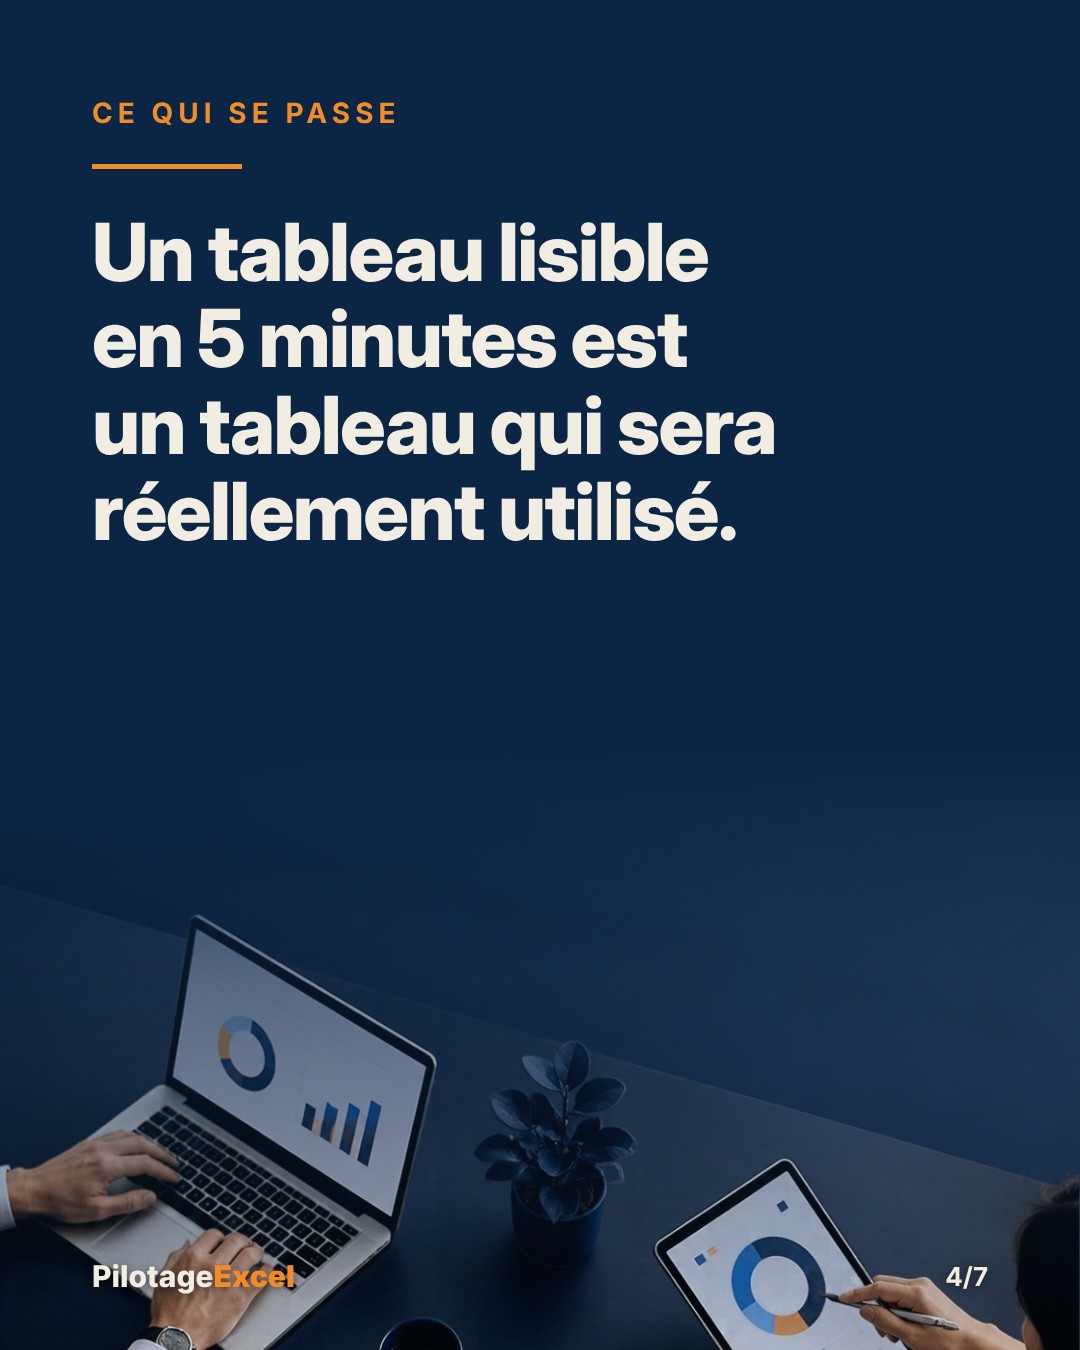 CE QUI SE PASSE
Un tableau lisible
en 5 minutes est
un tableau qui sera
réellement utilisé.
PilotageExcel
4/7